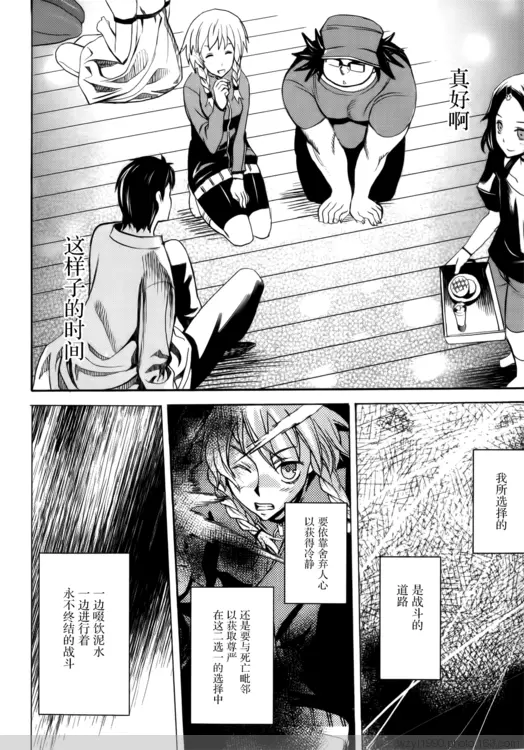 真好啊
这样子的时间
我所选择的
是战斗的
道路
要依靠舍弃人心
以获得冷静
还是要与死亡毗邻
以获取尊严
在这二选一的选择中
一边啜饮泥水
一边进行着
永不终结的战斗